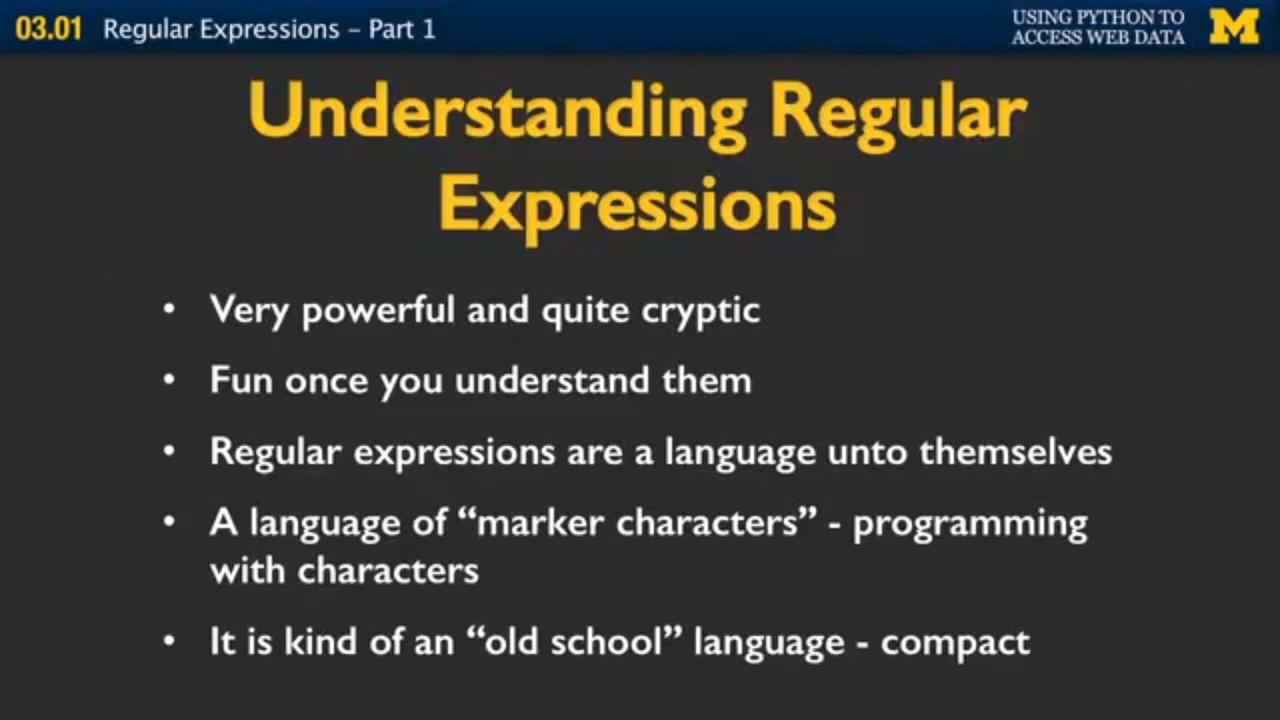 03.01 Regular Expressions – Part 1
USING PYTHON TO
ACCESS WEB DATA
M
Understanding Regular
Expressions
• Very powerful and quite cryptic
• Fun once you understand them
• Regular expressions are a language unto themselves
• A language of “marker characters” - programming
with characters
• It is kind of an “old school” language - compact